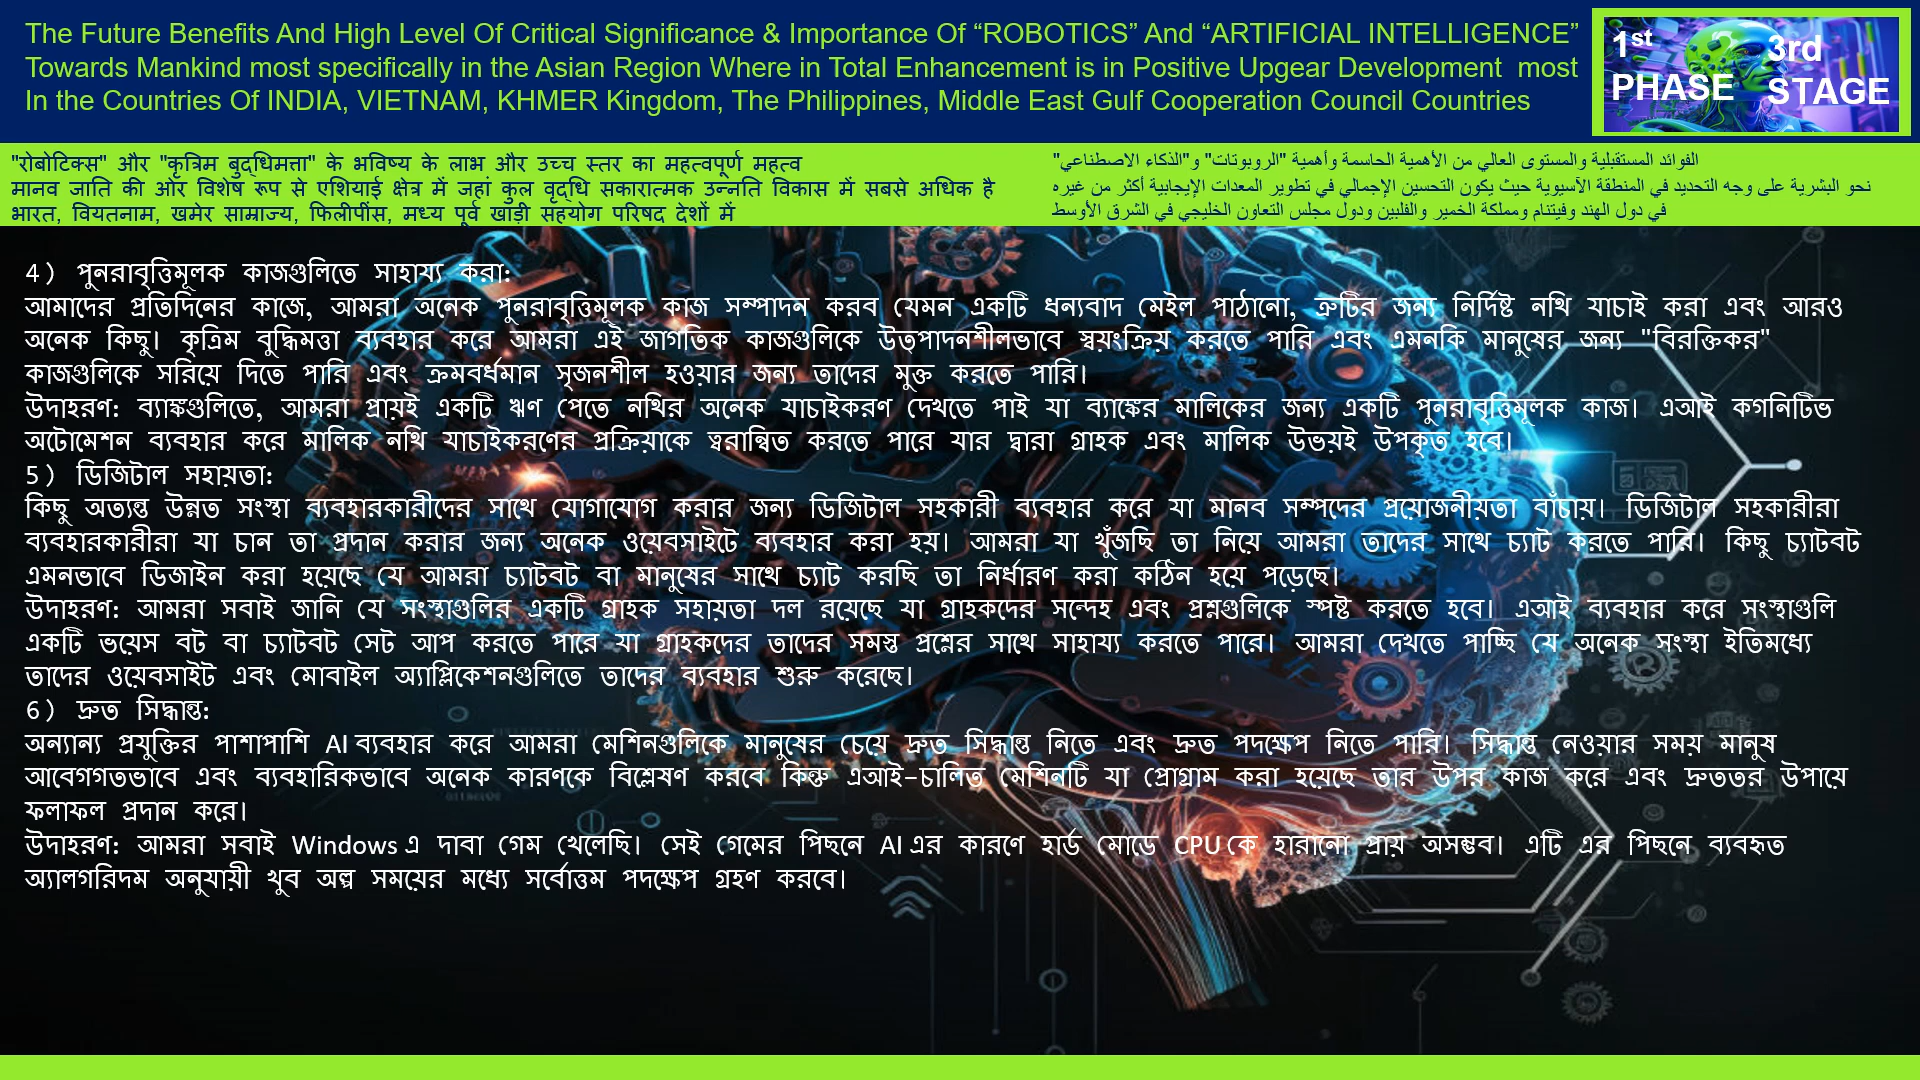 The Future Benefits And High Level Of Critical Significance & Importance Of “ROBOTICS” And “ARTIFICIAL INTELLIGENCE”
Towards Mankind most specifically in the Asian Region Where in Total Enhancement is in Positive Upgear Development  most
In the Countries Of INDIA, VIETNAM, KHMER Kingdom, The Philippines, Middle East Gulf Cooperation Council Countries
1st
PHASE
3rd
STAGE
"रोबोटिक्स" और "कृत्रिम बुद्धिमत्ता" के भविष्य के लाभ और उच्च स्तर का महत्वपूर्ण महत्व
मानव जाति की ओर विशेष रूप से एशियाई क्षेत्र में जहां कुल वृद्धि सकारात्मक उन्नति विकास में सबसे अधिक है
भारत, वियतनाम, खमेर साम्राज्य, फिलीपींस, मध्य पूर्व खाड़ी सहयोग परिषद देशों में
الفوائد المستقبلية والمستوى العالي من الأهمية الحاسمة وأهمية "الروبوتات" و"الذكاء الاصطناعي"
نحو البشرية على وجه التحديد في المنطقة الآسيوية حيث يكون التحسين الإجمالي في تطوير المعدات الإيجابية أكثر من غيره
في دول الهند وفيتنام ومملكة الخمير والفلبين ودول مجلس التعاون الخليجي في الشرق الأوسط
4) পুনরাবৃত্তিমূলক কাজগুলিতে সাহায্য করা:
আমাদের প্রতিদিনের কাজে, আমরা অনেক পুনরাবৃত্তিমূলক কাজ সম্পাদন করব যেমন একটি ধন্যবাদ মেইল পাঠানো, ত্রুটির জন্য নির্দিষ্ট নথি যাচাই করা এবং আরও
অনেক কিছু। কৃত্রিম বুদ্ধিমত্তা ব্যবহার করে আমরা এই জাগতিক কাজগুলিকে উত্পাদনশীলভাবে স্বয়ংক্রিয় করতে পারি এবং এমনকি মানুষের জন্য "বিরক্তিকর"
কাজগুলিকে সরিয়ে দিতে পারি এবং ক্রমবর্ধমান সৃজনশীল হওয়ার জন্য তাদের মুক্ত করতে পারি।
উদাহরণ: ব্যাঙ্কগুলিতে, আমরা প্রায়ই একটি ঋণ পেতে নথির অনেক যাচাইকরণ দেখতে পাই যা ব্যাঙ্কের মালিকের জন্য একটি পুনরাবৃত্তিমূলক কাজ। এআই কগনিটিভ
অটোমেশন ব্যবহার করে মালিক নথি যাচাইকরণের প্রক্রিয়াকে ত্বরান্বিত করতে পারে যার দ্বারা গ্রাহক এবং মালিক উভয়ই উপকৃত হবে।
5) ডিজিটাল সহায়তা:
কিছু অত্যন্ত উন্নত সংস্থা ব্যবহারকারীদের সাথে যোগাযোগ করার জন্য ডিজিটাল সহকারী ব্যবহার করে যা মানব সম্পদের প্রয়োজনীয়তা বাঁচায়। ডিজিটাল সহকারীরা
ব্যবহারকারীরা যা চান তা প্রদান করার জন্য অনেক ওয়েবসাইটে ব্যবহার করা হয়। আমরা যা খুঁজছি তা নিয়ে আমরা তাদের সাথে চ্যাট করতে পারি। কিছু চ্যাটবট
এমনভাবে ডিজাইন করা হয়েছে যে আমরা চ্যাটবট বা মানুষের সাথে চ্যাট করছি তা নির্ধারণ করা কঠিন হয়ে পড়েছে।
উদাহরণ: আমরা সবাই জানি যে সংস্থাগুলির একটি গ্রাহক সহায়তা দল রয়েছে যা গ্রাহকদের সন্দেহ এবং প্রশ্নগুলিকে স্পষ্ট করতে হবে। এআই ব্যবহার করে সংস্থাগুলি
একটি ভয়েস বট বা চ্যাটবট সেট আপ করতে পারে যা গ্রাহকদের তাদের সমস্ত প্রশ্নের সাথে সাহায্য করতে পারে। আমরা দেখতে পাচ্ছি যে অনেক সংস্থা ইতিমধ্যে
তাদের ওয়েবসাইট এবং মোবাইল অ্যাপ্লিকেশনগুলিতে তাদের ব্যবহার শুরু করেছে।
6) দ্রুত সিদ্ধান্ত:
অন্যান্য প্রযুক্তির পাশাপাশি AI ব্যবহার করে আমরা মেশিনগুলিকে মানুষের চেয়ে দ্রুত সিদ্ধান্ত নিতে এবং দ্রুত পদক্ষেপ নিতে পারি। সিদ্ধান্ত নেওয়ার সময় মানুষ
আবেগগতভাবে এবং ব্যবহারিকভাবে অনেক কারণকে বিশ্লেষণ করবে কিন্তু এআই-চালিত মেশিনটি যা প্রোগ্রাম করা হয়েছে তার উপর কাজ করে এবং দ্রুততর উপায়ে
ফলাফল প্রদান করে।
উদাহরণ: আমরা সবাই Windows এ দাবা গেম খেলেছি। সেই গেমের পিছনে AI এর কারণে হার্ড মোডে CPU কে হারানো প্রায় অসম্ভব। এটি এর পিছনে ব্যবহৃত
অ্যালগরিদম অনুযায়ী খুব অল্প সময়ের মধ্যে সর্বোত্তম পদক্ষেপ গ্রহণ করবে।